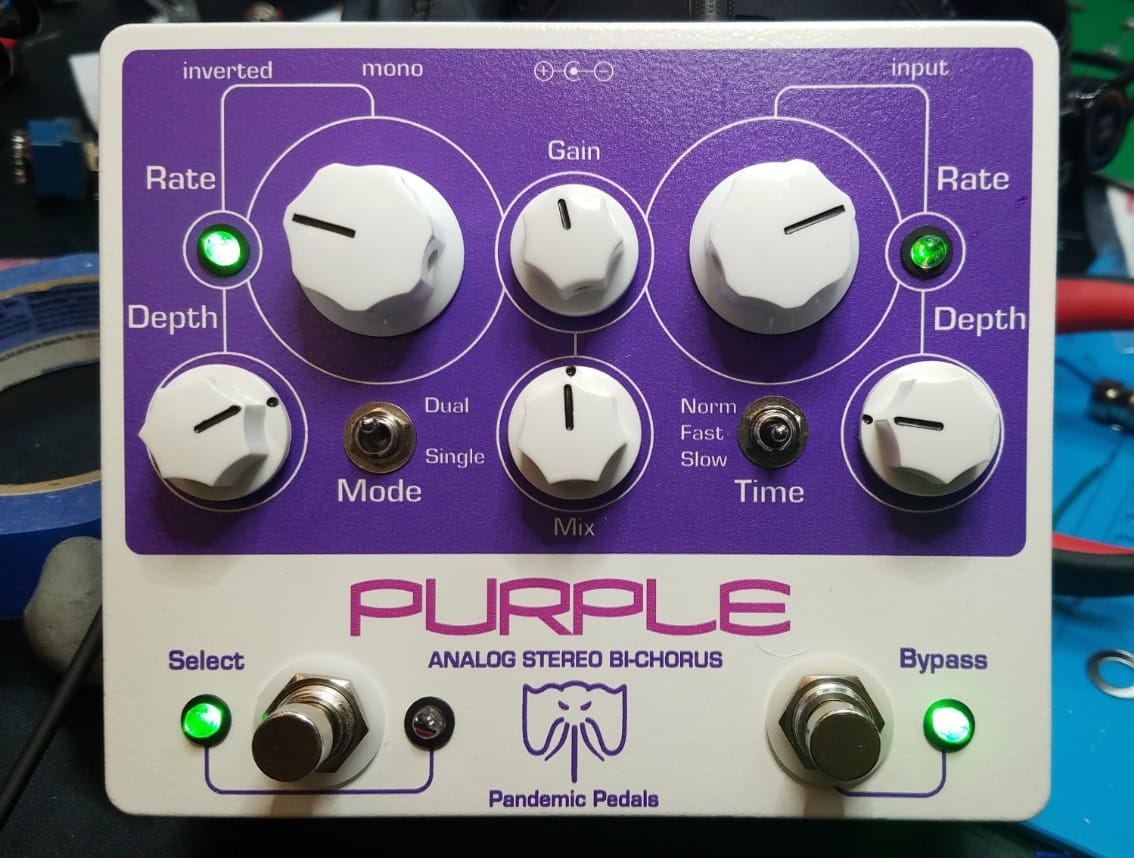 inverted
mono
input
Gain
Rate
Rate
Depth
Depth
Dual
Single
Mode
Norm
Fast
Slow
Time
Mix
PURPLE
ANALOG STEREO BI-CHORUS
Select
Bypass
Pandemic Pedals